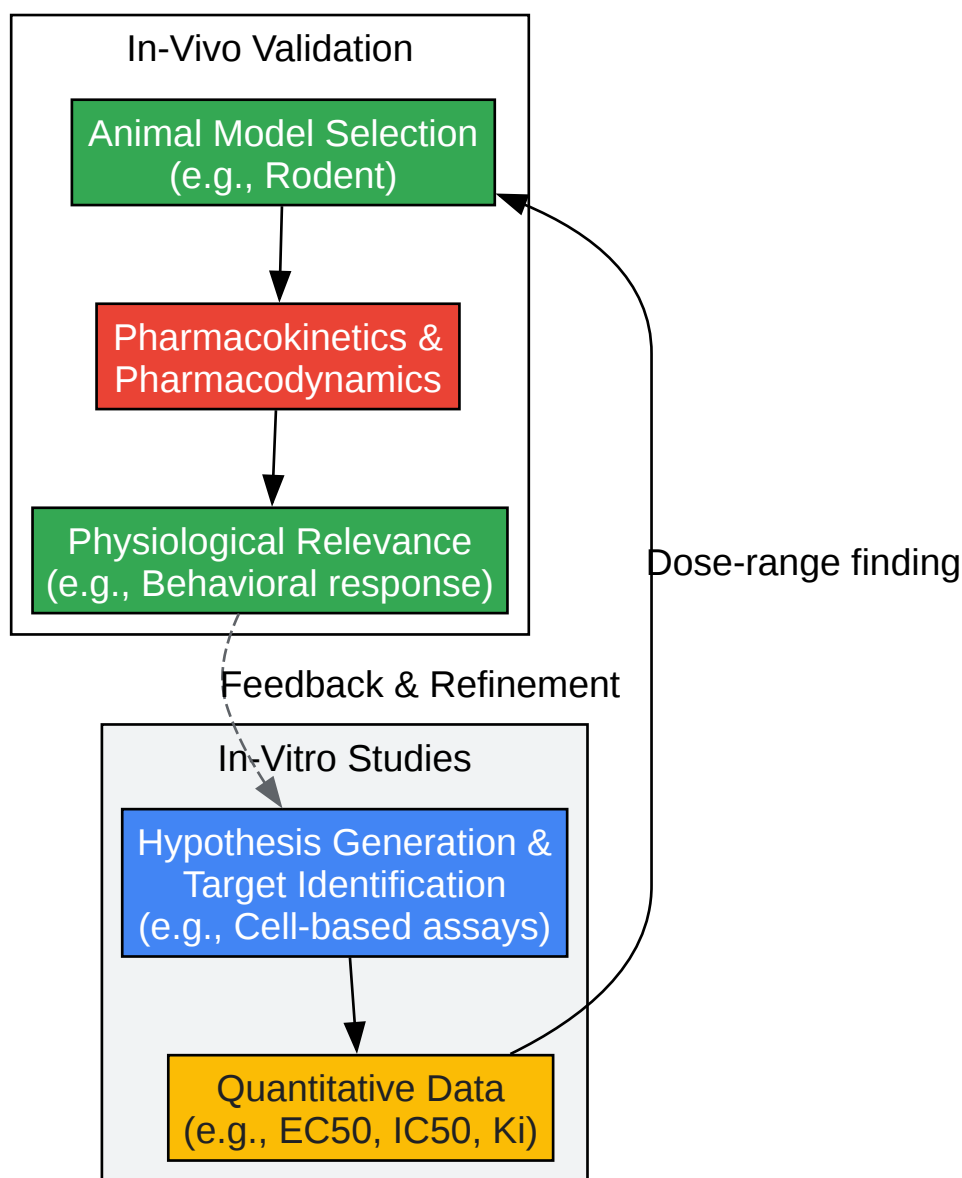 In-Vivo Validation
Animal Model Selection
(e.g., Rodent)
Pharmacokinetics &
Pharmacodynamics
Physiological Relevance
(e.g., Behavioral response)
Dose-range finding
Feedback & Refinement
In-Vitro Studies
Hypothesis Generation &
Target Identification
(e.g., Cell-based assays)
Quantitative Data
(e.g., EC50, IC50, Ki)